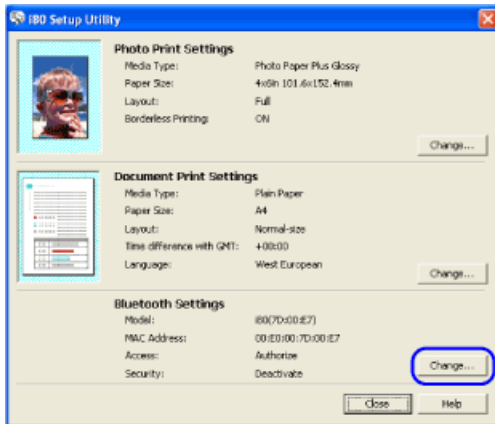 i80 Setup Utility
Photo Print Settings
Media Type: Photo Paper Plus Glossy
Paper Size: 4x6in 101.6x152.4mm
Layout: Full
Borderless Printing: ON
Change...
Document Print Settings
Media Type: Plain Paper
Paper Size: A4
Layout: Normal-size
Time difference with GMT: +00:00
Language: West European
Change...
Bluetooth Settings
Model: i80(7D:00:E7)
MAC Address: 00:E0:00:7D:00:E7
Access: Authorize
Security: Deactivate
Change...
Close Help